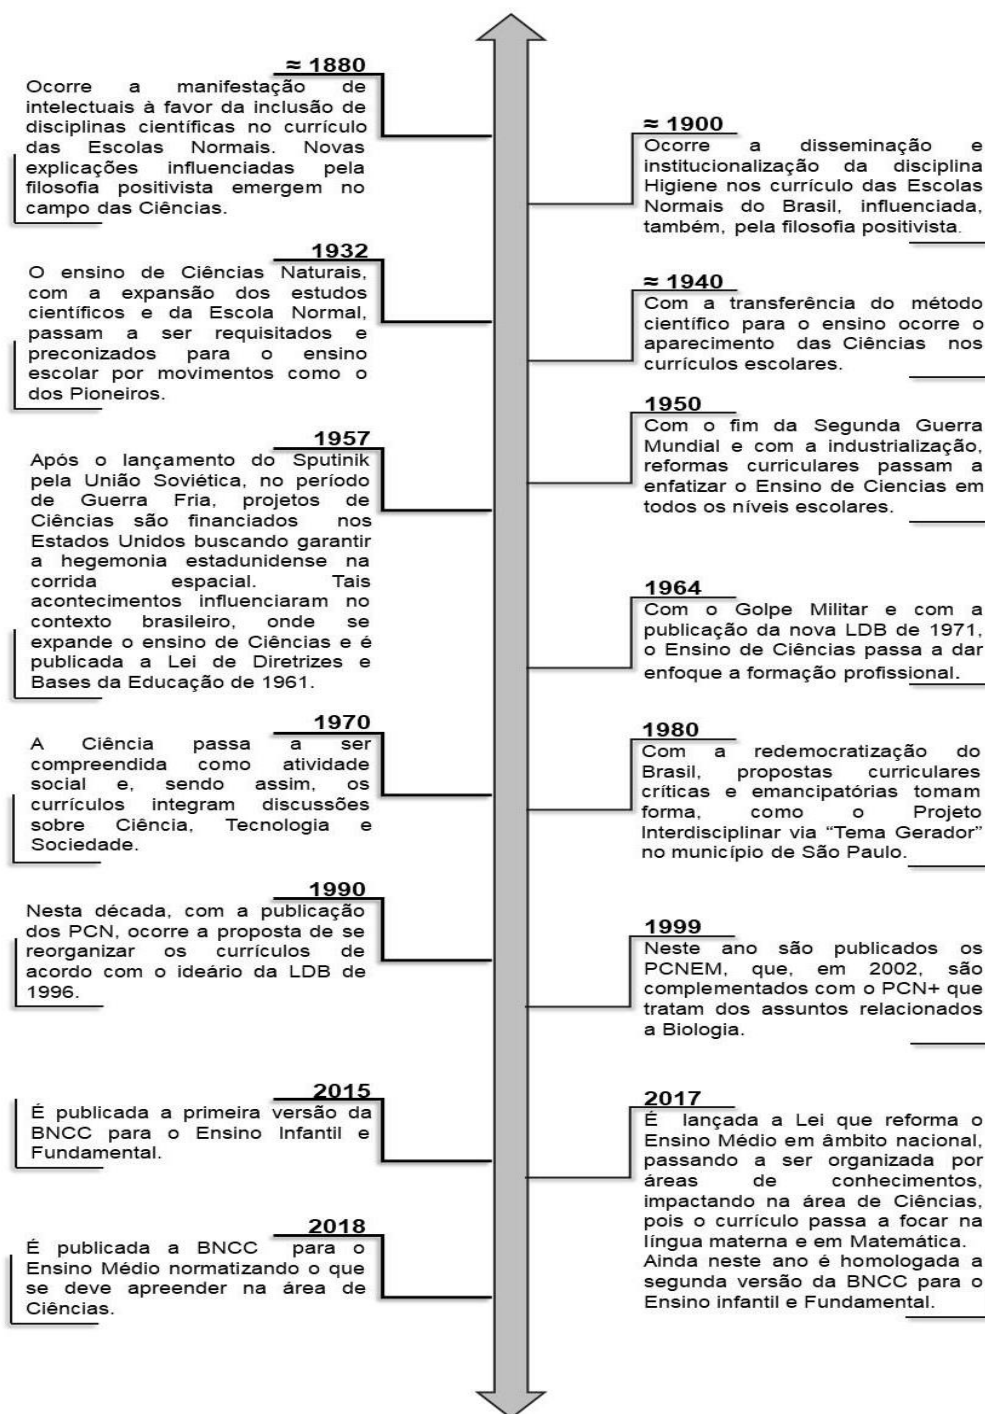 ≈ 1880
Ocorre a manifestação de
intelectuais à favor da inclusão de
disciplinas científicas no currículo
das Escolas Normais. Novas
explicações influenciadas pela
filosofia positivista emergem no
campo das Ciências.
≈ 1900
Ocorre a disseminação e
institucionalização da disciplina
Higiene nos currículo das Escolas
Normais do Brasil, influenciada,
também, pela filosofia positivista.
1932
O ensino de Ciências Naturais,
com a expansão dos estudos
científicos e da Escola Normal,
passam a ser requisitados e
preconizados para o ensino
escolar por movimentos como o
dos Pioneiros.
≈ 1940
Com a transferência do método
científico para o ensino ocorre o
aparecimento das Ciências nos
currículos escolares.
1950
Com o fim da Segunda Guerra
Mundial e com a industrialização,
reformas curriculares passam a
enfatizar o Ensino de Ciencias em
todos os níveis escolares.
1957
Após o lançamento do Sputinik
pela União Soviética, no período
de Guerra Fria, projetos de
Ciências são financiados nos
Estados Unidos buscando garantir
a hegemonia estadunidense na
corrida espacial. Tais
acontecimentos influenciaram no
contexto brasileiro, onde se
expande o ensino de Ciências e é
publicada a Lei de Diretrizes e
Bases da Educação de 1961.
1964
Com o Golpe Militar e com a
publicação da nova LDB de 1971,
o Ensino de Ciências passa a dar
enfoque a formação profissional.
1970
A Ciência passa a ser
compreendida como atividade
social e, sendo assim, os
currículos integram discussões
sobre Ciência, Tecnologia e
Sociedade.
1980
Com a redemocratização do
Brasil, propostas curriculares
críticas e emancipatórias tomam
forma, como o Projeto
Interdisciplinar via “Tema Gerador”
no município de São Paulo.
1990
Nesta década, com a publicação
dos PCN, ocorre a proposta de se
reorganizar os currículos de
acordo com o ideário da LDB de
1996.
1999
Neste ano são publicados os
PCNEM, que, em 2002, são
complementados com o PCN+ que
tratam dos assuntos relacionados
a Biologia.
2015
É publicada a primeira versão da
BNCC para o Ensino Infantil e
Fundamental.
2017
É lançada a Lei que reforma o
Ensino Médio em âmbito nacional,
passando a ser organizada por
áreas de conhecimentos,
impactando na área de Ciências,
pois o currículo passa a focar na
língua materna e em Matemática.
Ainda neste ano é homologada a
segunda versão da BNCC para o
Ensino infantil e Fundamental.
2018
É publicada a BNCC para o
Ensino Médio normatizando o que
se deve apreender na área de
Ciências.